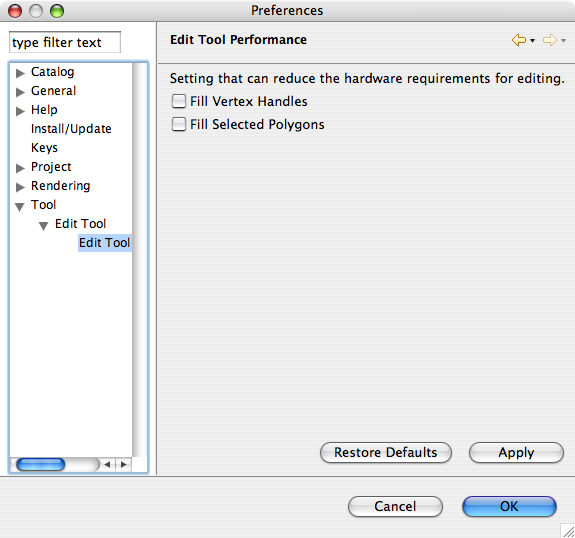 Preferences
type filter text
Edit Tool Performance
Catalog
General
Help
Install/Update
Keys
Project
Rendering
Tool
Edit Tool
Edit Tool
Setting that can reduce the hardware requirements for editing.
Fill Vertex Handles
Fill Selected Polygons
Restore Defaults
Apply
Cancel
OK